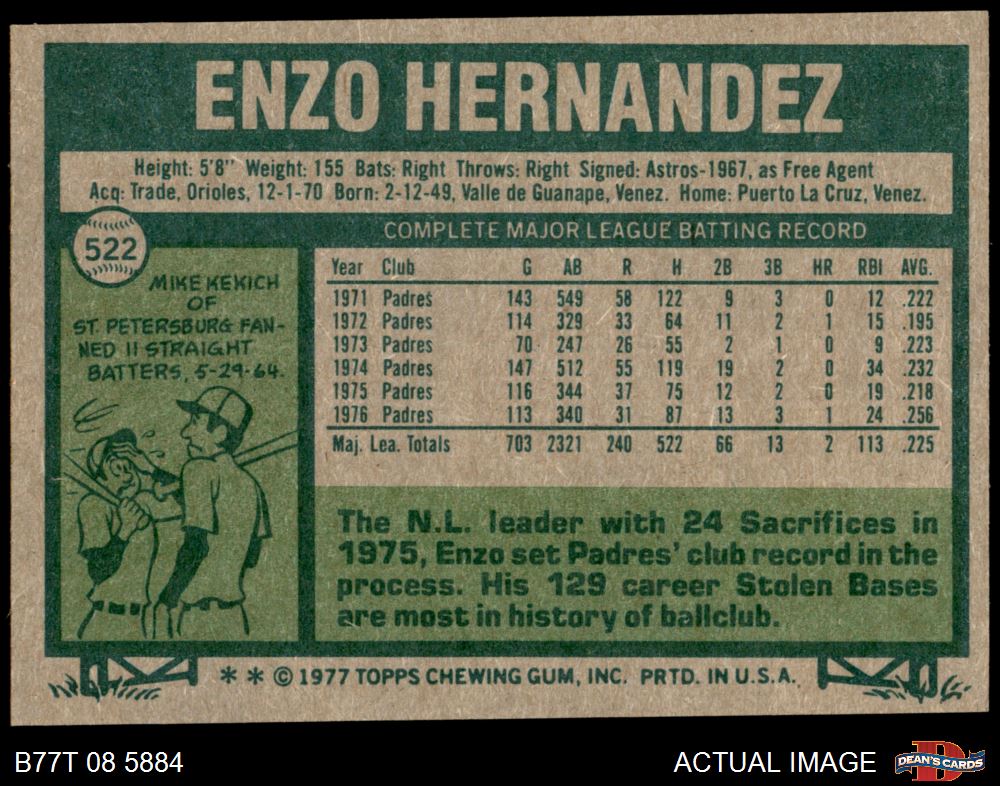 ENZO HERNANDEZ
Height: 5'8" Weight: 155 Bats: Right Throws: Right Signed: Astros-1967, as Free Agent
Acq: Trade, Orioles, 12-1-70 Born: 2-12-49, Valle de Guanape, Venez. Home: Puerto La Cruz, Venez.
522
MIKE KEKICH
OF
ST. PETERSBURG FAN-
NED 11 STRAIGHT
BATTERS, 5-29-64.
COMPLETE MAJOR LEAGUE BATTING RECORD
Year Club G AB R H 2B 3B HR RBI AVG.
1971 Padres 143 549 58 122 9 3 0 12 .222
1972 Padres 114 329 33 64 11 2 1 15 .195
1973 Padres 70 247 26 55 2 1 0 9 .223
1974 Padres 147 512 55 119 19 2 0 34 .232
1975 Padres 116 344 37 75 12 2 0 19 .218
1976 Padres 113 340 31 87 13 3 1 24 .256
Maj. Lea. Totals 703 2321 240 522 66 13 2 113 .225
The N.L. leader with 24 Sacrifices in
1975, Enzo set Padres' club record in the
process. His 129 career Stolen Bases
are most in history of ballclub.
* * © 1977 TOPPS CHEWING GUM, INC. PRTD. IN U.S.A.
B77T 08 5884
ACTUAL IMAGE
DEAN'S CARDS